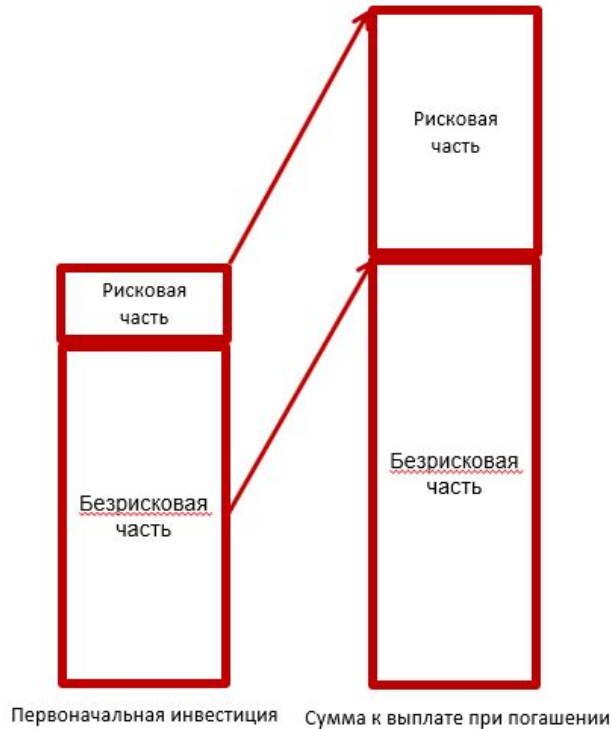 Рисковая
часть
Безрисковая
часть
Рисковая
часть
Безрисковая
часть
Первоначальная инвестиция
Сумма к выплате при погашении